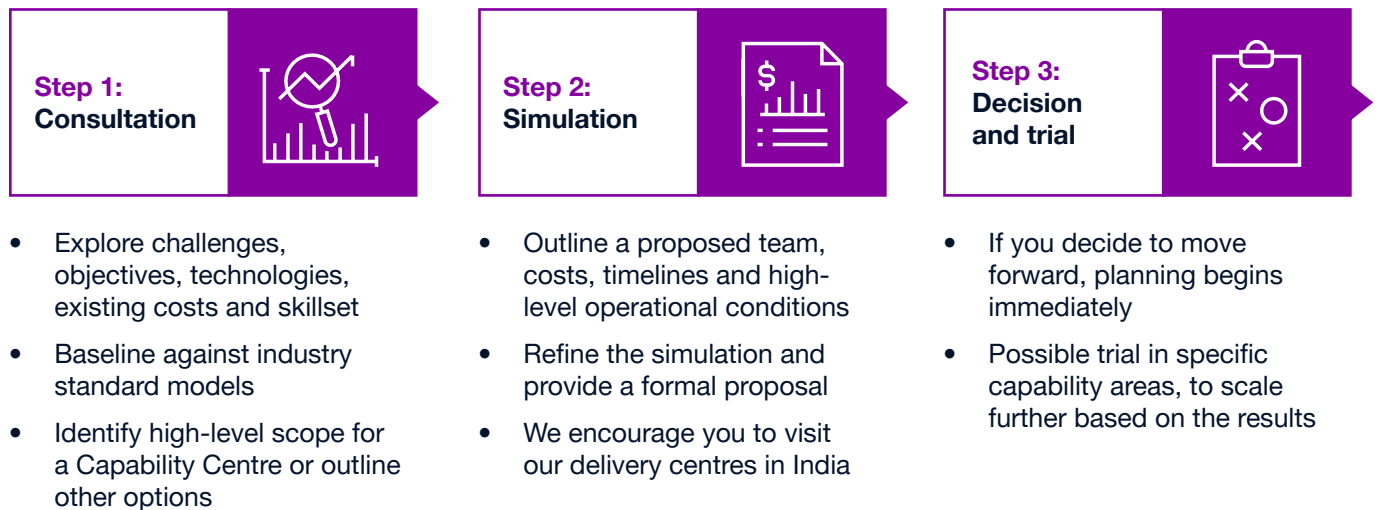 Step 1:
Consultation
• Explore challenges,
objectives, technologies,
existing costs and skillset
• Baseline against industry
standard models
• Identify high-level scope for
a Capability Centre or outline
other options
$
Step 2:
Simulation
• Outline a proposed team,
costs, timelines and high-
level operational conditions
• Refine the simulation and
provide a formal proposal
• We encourage you to visit
our delivery centres in India
Step 3:
Decision
and trial
• If you decide to move
forward, planning begins
immediately
• Possible trial in specific
capability areas, to scale
further based on the results